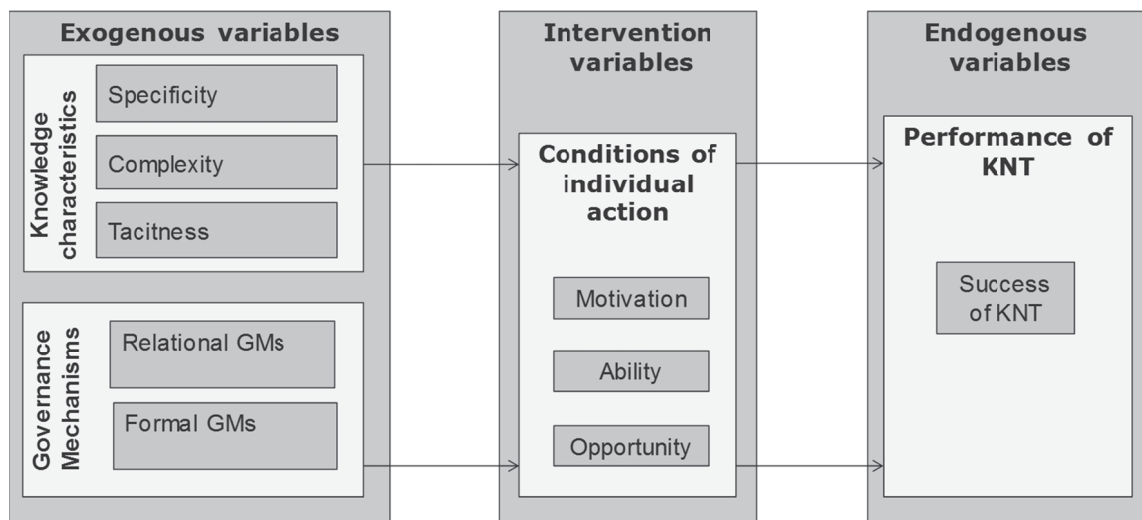 Exogenous variables
Knowledge
characteristics
Specificity
Complexity
Tacitness
Governance
Mechanisms
Relational GMs
Formal GMs
Intervention
variables
Conditions of
individual
action
Motivation
Ability
Opportunity
Endogenous
variables
Performance of
KNT
Success
of KNT